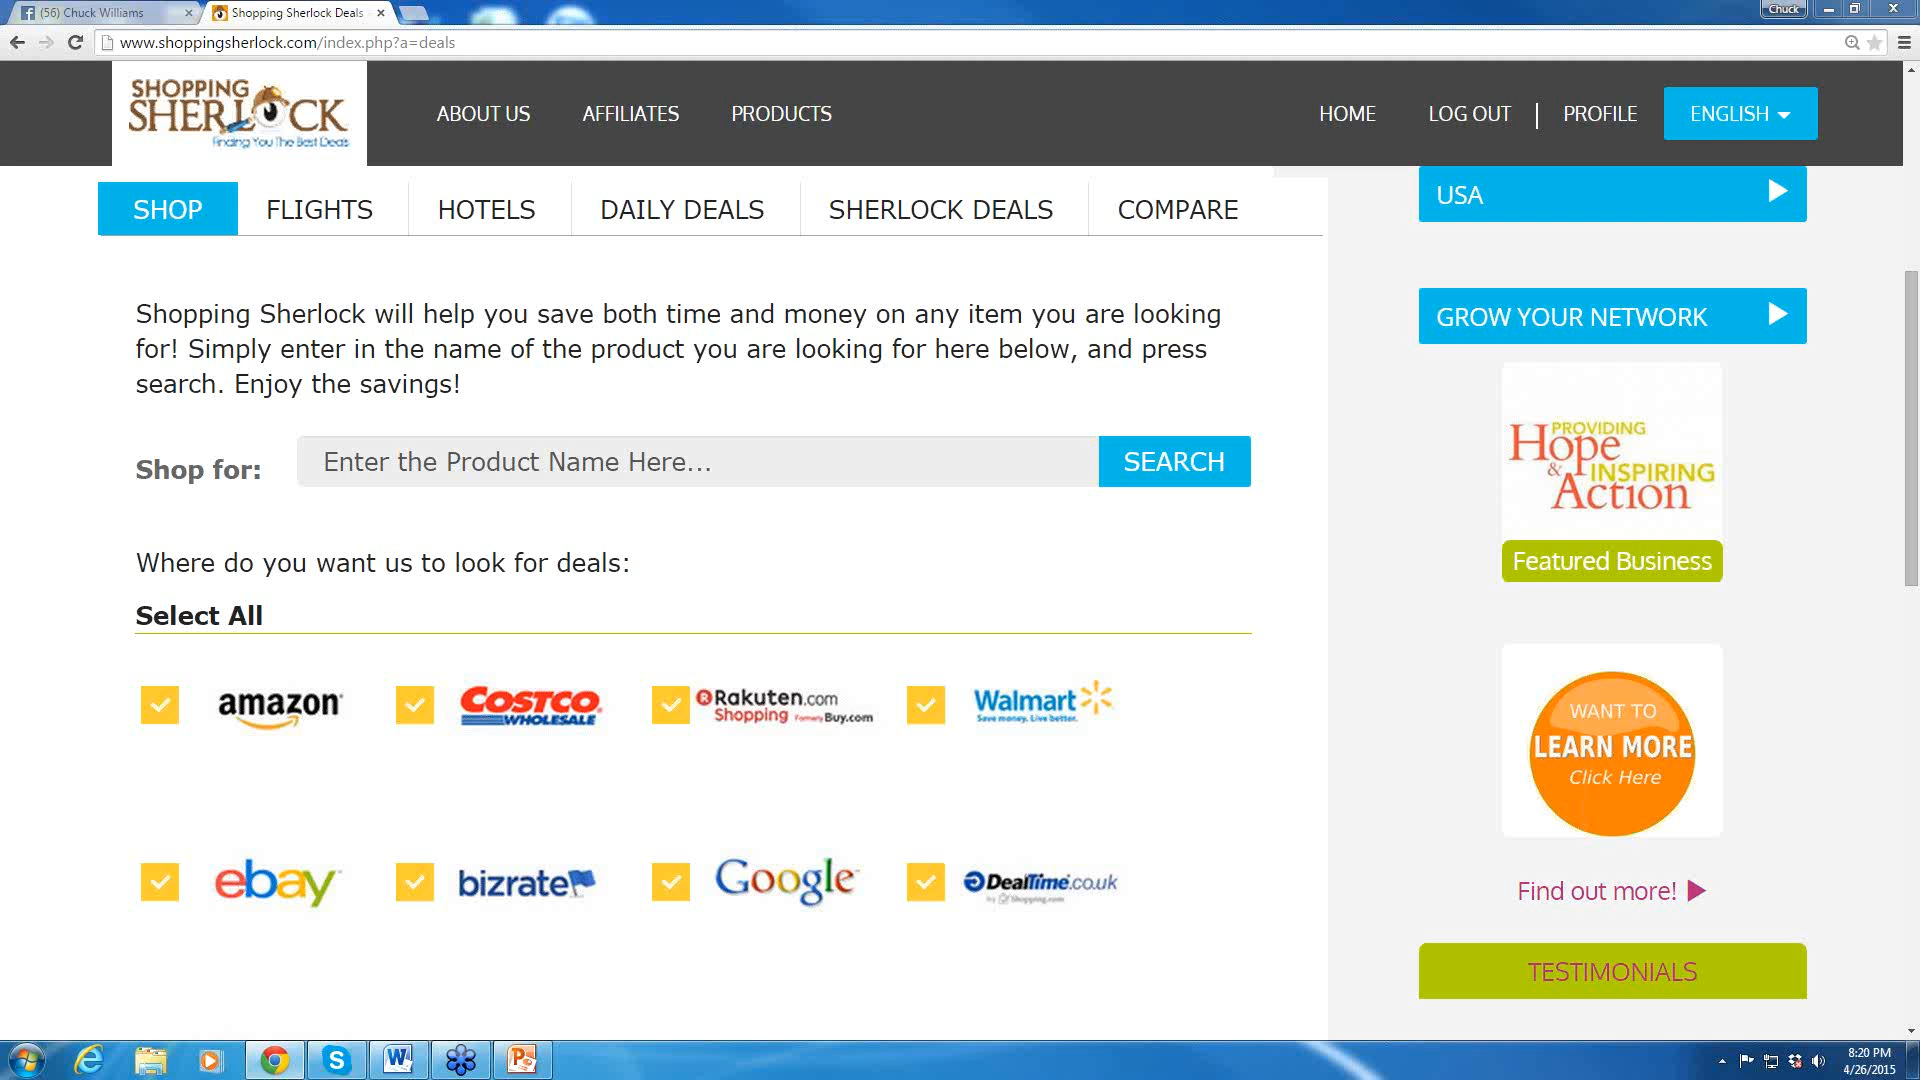 (56) Chuck Williams
Shopping Sherlock Deals
Chuck
www.shoppingsherlock.com/index.php?a=deals
SHOPPING
SHERLOCK
Finding You The Best Deals
ABOUT US
AFFILIATES
PRODUCTS
HOME
LOG OUT
PROFILE
ENGLISH
SHOP
FLIGHTS
HOTELS
DAILY DEALS
SHERLOCK DEALS
COMPARE
USA
Shopping Sherlock will help you save both time and money on any item you are looking
for! Simply enter in the name of the product you are looking for here below, and press
search. Enjoy the savings!
GROW YOUR NETWORK
PROVIDING
Hope
& INSPIRING
Action
Featured Business
Shop for:
Enter the Product Name Here...
SEARCH
Where do you want us to look for deals:
Select All
amazon
COSTCO
WHOLESALE
Rakuten.com
Shopping Formerly Buy.com
Walmart
Save money. Live better.
ebay
bizrate
Google
DealTime.co.uk
by Shopping.com
WANT TO
LEARN MORE
Click Here
Find out more!
TESTIMONIALS
8:20 PM
4/26/2015